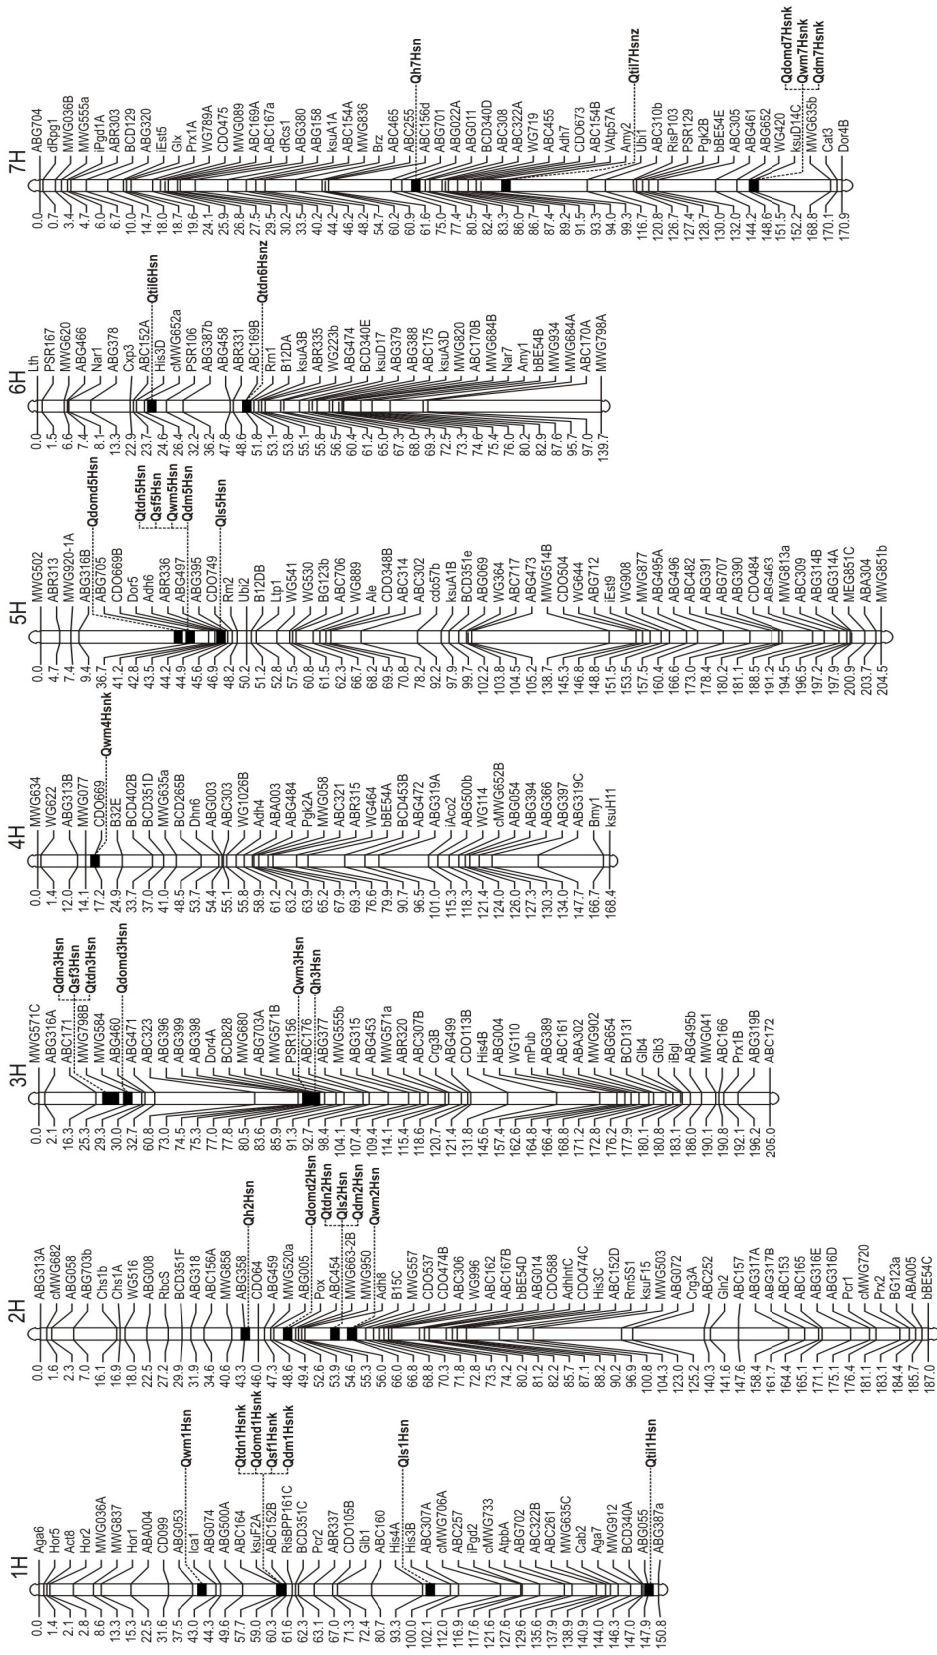 1H
0.0 Aga6
1.4 Hor5
2.1 Act8
2.8 Hor2
8.6 MWG036A
13.3 MWG837
15.3 Hor1
22.5 ABA004
31.6 CD099
37.5 ABG053
43.0 Ica1
44.3 ABG074
49.6 ABG500A
57.7 ABC164
59.0 ksuF2A
60.3 ABC152B
61.6 RisBPP161C
62.3 BCD351C
63.1 Pcr2
67.0 ABR337
71.3 CDO105B
72.4 Glb1
80.7 ABC160
93.3 His4A
100.0 His3B
102.1 ABC307A
112.0 cMWG706A
116.9 ABC257
117.6 iPgd2
121.6 cMWG733
127.6 AtpbA
129.6 ABG702
135.6 ABC322B
137.9 ABC261
138.9 MWG635C
140.9 Cab2
144.0 Aga7
146.3 MWG912
147.0 BCD340A
147.9 ABG055
150.8 ABG387a
Qwm1Hsn
Qtdn1Hsnk
Qdomd1Hsnk
Qsf1Hsnk
Qdm1Hsnk
Qls1Hsn
Qtil1Hsn
2H
0.0 ABG313A
1.6 cMWG682
2.3 ABG058
7.0 ABG703b
16.1 Chs1b
16.9 Chs1A
18.0 WG516
22.5 ABG008
27.2 RbcS
29.9 BCD351F
31.9 ABG318
34.6 ABC156A
40.6 MWG858
43.3 ABG358
46.0 CDO64
47.3 ABG459
48.6 MWG520a
49.4 ABG005
52.6 Pox
53.9 ABC454
54.6 MWG663-2B
55.3 MWG950
56.0 Adh8
66.0 B15C
68.0 MWG557
68.8 CDO537
70.3 CDO474B
71.8 ABC306
72.8 WG996
73.5 ABC162
74.2 ABC167B
80.5 bBE54D
81.2 ABG014
82.2 CDO588
85.7 AdhintC
87.1 CDO474C
88.2 His3C
90.2 ABC152D
96.9 Rrn5S1
100.8 ksuF15
104.3 MWG503
123.0 ABG072
125.2 Crg3A
140.3 ABC252
141.6 Gln2
147.6 ABC157
158.4 ABG317A
161.7 ABG317B
164.4 ABC153
165.1 ABC165
171.1 ABG316E
175.1 ABG316D
176.4 Pcr1
181.1 cMWG720
183.1 Prx2
184.4 BG123a
185.7 ABA005
187.0 bBE54C
Qh2Hsn
Qdomd2Hsn
Qtdn2Hsn
Qls2Hsn
Qdm2Hsn
Qwm2Hsn
3H
0.0 MWG571C
2.1 ABG316A
16.3 ABC171
25.3 MWG798B
29.3 MWG584
30.0 ABG460
32.7 ABG471
60.8 ABC323
73.0 ABG396
74.5 ABG399
75.3 ABG398
77.0 Dor4A
77.8 BCD828
80.5 MWG680
83.6 ABG703A
85.9 MWG571B
91.3 PSR156
92.7 ABC176
98.4 ABG377
104.1 MWG555b
107.4 ABG315
109.4 ABG453
114.1 MWG571a
115.4 ABR320
118.6 ABC307B
120.7 Crg3B
121.4 ABG499
131.8 CDO113B
145.6 His4B
157.4 ABG004
162.6 WG110
164.8 mPub
166.4 ABG389
168.8 ABC161
171.2 ABA302
172.8 MWG902
176.2 ABG654
177.9 BCD131
180.1 Glb4
180.8 Glb3
183.1 iBgl
186.0 ABG495b
190.1 MWG041
190.8 ABC166
192.1 Prx1B
196.2 ABG319B
206.0 ABC172
Qdm3Hsn
Qsf3Hsn
Qtdn3Hsn
Qdomd3Hsn
Qwm3Hsn
Qh3Hsn
4H
0.0 MWG634
1.4 WG622
12.0 ABG313B
14.1 MWG077
17.2 CDO669
24.9 B32E
33.7 BCD402B
37.0 BCD351D
41.0 MWG635a
48.5 BCD265B
53.7 Dhn6
54.4 ABG003
55.1 ABC303
55.8 WG1026B
58.9 Adh4
61.2 ABA003
63.2 ABG484
63.9 Pgk2A
65.2 MWG058
67.9 ABC321
69.3 ABR315
76.6 WG464
79.9 bBE54A
90.7 BCD453B
96.5 ABG472
101.0 ABG319A
115.3 iAco2
118.3 ABG500b
121.4 WG114
124.0 cMWG652B
126.0 ABG054
127.3 ABG394
130.3 ABG366
134.0 ABG397
147.7 ABG319C
166.7 Bmy1
168.4 ksuH11
Qwm4Hsnk
5H
0.0 MWG502
4.7 ABR313
7.4 MWG920-1A
9.4 ABG316B
36.7 ABG705
41.2 CDO669B
42.8 Dor5
43.5 Adh6
44.2 ABR336
44.9 ABG497
45.6 ABG395
46.9 CDO749
48.2 Rrn2
50.2 Ubi2
51.2 B12DB
52.8 Ltp1
57.5 WG541
60.8 WG530
61.5 BG123b
62.3 ABC706
66.7 WG889
68.2 Ale
69.5 CDO348B
70.8 ABC314
78.2 ABC302
92.2 cdo57b
97.9 ksuA1B
99.7 BCD351e
102.2 ABG069
103.8 WG364
104.5 ABC717
105.2 ABG473
138.7 MWG514B
145.3 CDO504
146.8 WG644
148.8 ABG712
151.5 iEst9
153.5 WG908
157.5 MWG877
160.4 ABG495A
166.6 ABG496
173.0 ABC482
178.4 ABG391
180.2 ABG707
181.1 ABG390
188.5 CDO484
191.2 ABG463
194.5 MWG813a
196.5 ABC309
197.2 ABG314B
197.9 ABG314A
200.9 MEG851C
203.7 ABA304
204.5 MWG851b
Qdomd5Hsn
Qtdn5Hsn
Qsf5Hsn
Qwm5Hsn
Qdm5Hsn
Qls5Hsn
6H
0.0 Lth
1.5 PSR167
6.6 MWG620
7.4 ABG466
8.1 Nar1
13.3 ABG378
22.9 Cxp3
23.7 ABC152A
24.6 His3D
26.4 cMWG652a
32.2 PSR106
36.2 ABG387b
47.8 ABG458
48.6 ABR331
51.8 ABC169B
53.1 Rrn1
53.8 B12DA
55.1 ksuA3B
55.8 ABR335
56.5 WG223b
60.4 ABG474
61.2 BCD340E
65.0 ksuD17
67.3 ABG379
68.0 ABG388
69.3 ABC175
72.5 ksuA3D
73.3 MWG820
74.6 ABC170B
75.4 MWG684B
76.0 Nar7
80.2 Amy1
82.9 bBE54B
87.6 MWG934
95.7 MWG684A
97.0 ABC170A
139.7 MWG798A
Qtil6Hsn
Qtdn6Hsnz
7H
0.0 ABG704
0.7 dRpg1
3.4 MWG036B
4.7 MWG555a
6.0 iPgd1A
6.7 ABR303
10.0 BCD129
14.7 ABG320
18.0 iEst5
18.7 Glx
19.6 Prx1A
24.1 WG789A
25.9 CDO475
26.8 MWG089
27.5 ABC169A
29.5 ABC167a
30.2 dRcs1
33.5 ABG380
40.2 ABG158
44.2 ksuA1A
46.2 ABC154A
48.2 MWG836
54.7 Brz
60.2 ABC465
60.9 ABC255
61.6 ABC156d
75.0 ABG701
77.4 ABG022A
80.5 ABG011
82.4 BCD340D
83.3 ABC308
86.0 ABC322A
86.7 WG719
87.4 ABC455
89.2 Adh7
91.5 CDO673
93.3 ABC154B
94.0 VAtp57A
99.3 Amy2
116.7 Ubi1
120.8 ABC310b
126.7 RisP103
127.4 PSR129
128.7 Pgk2B
130.0 bBE54E
132.0 ABC305
144.2 ABG461
148.6 ABG652
151.5 WG420
152.2 ksuD14C
168.8 MWG635b
170.1 Cat3
170.9 Dor4B
Qh7Hsn
Qtil7Hsnz
Qdomd7Hsnk
Qwm7Hsnk
Qdm7Hsnk